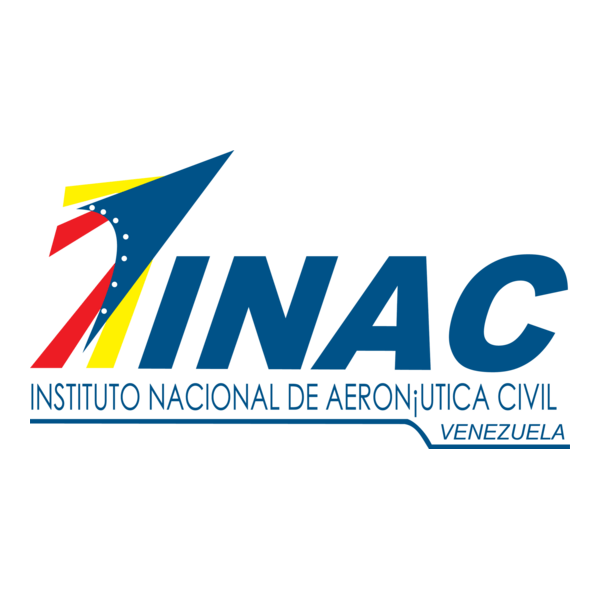 INAC
INSTITUTO NACIONAL DE AERON¡UTICA CIVIL
VENEZUELA